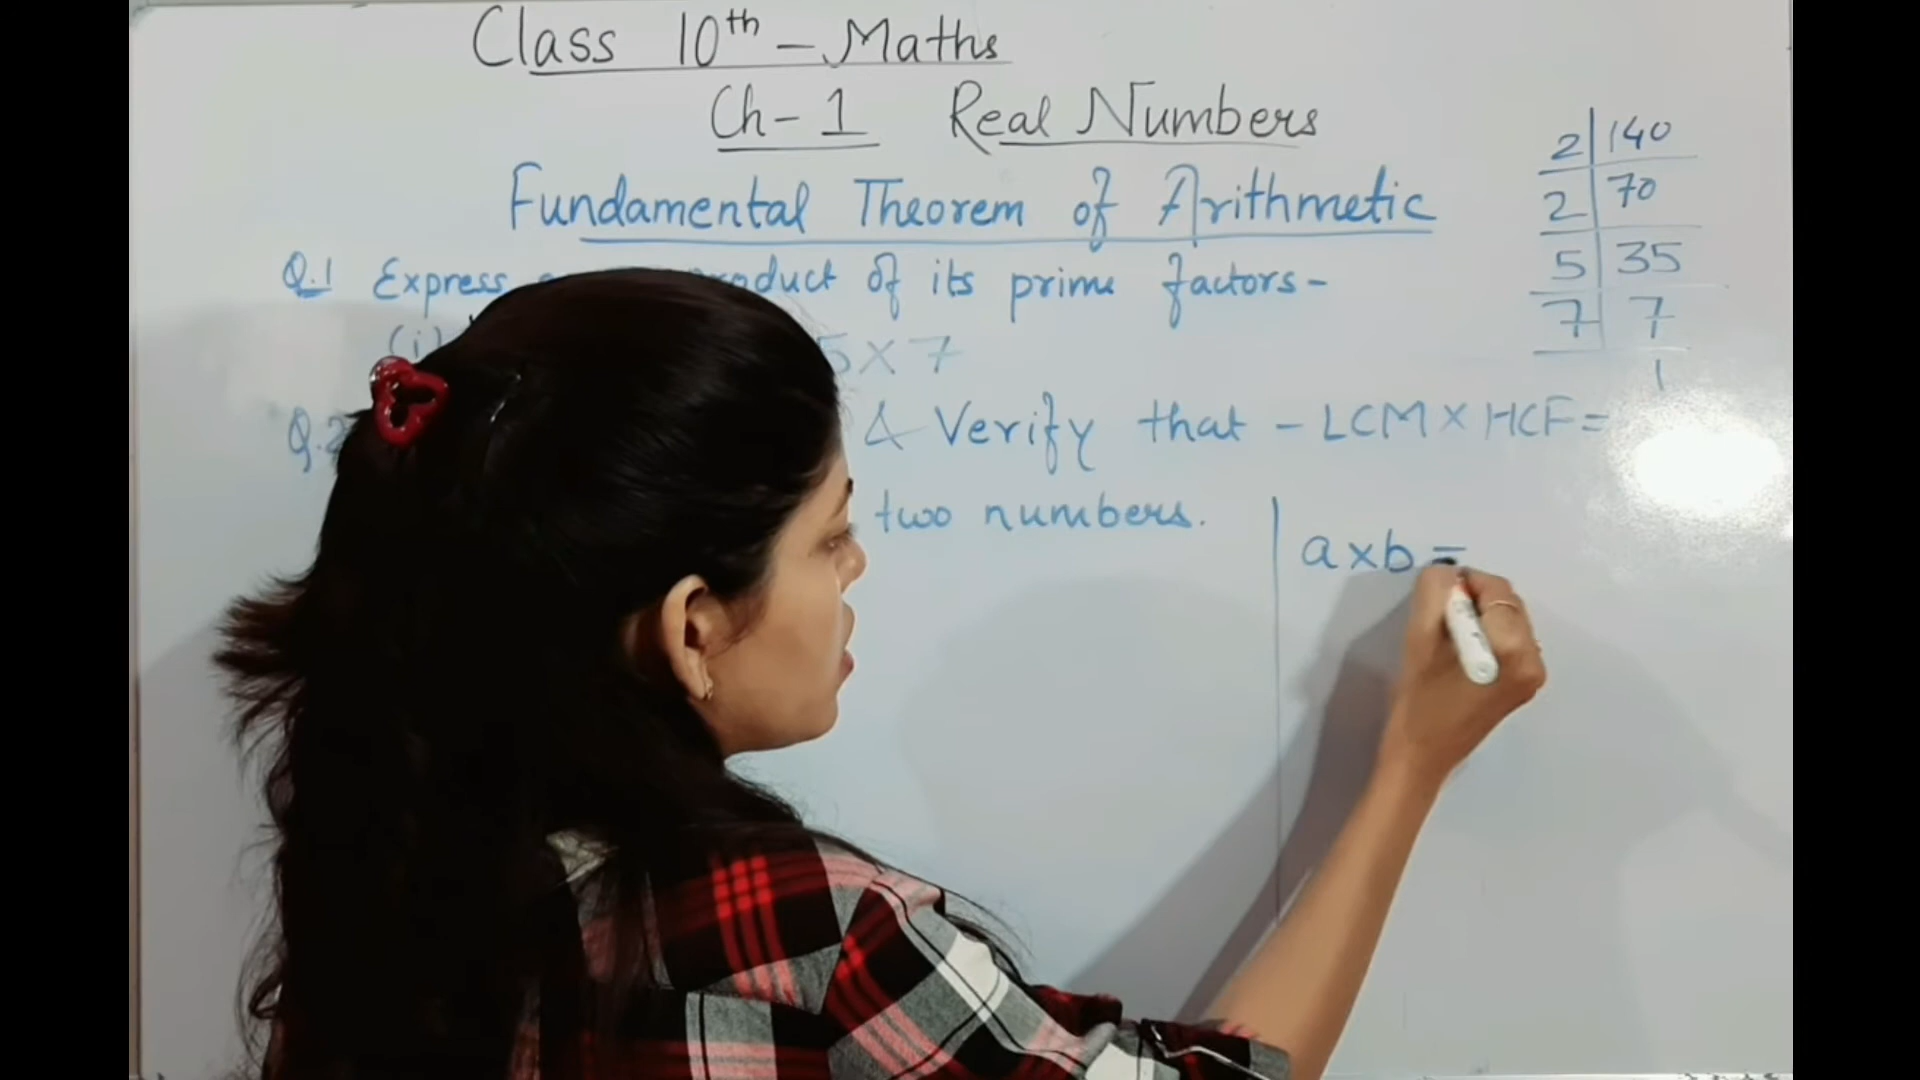 Class 10th - Maths
Ch- 1 Real Numbers
Fundamental Theorem of Arithmetic
Q.1 Express product of its prime factors-
(i) 5 X 7
Q.2 & Verify that - LCM X HCF =
two numbers.
2 | 140
2 | 70
5 | 35
7 | 7
1
a x b =